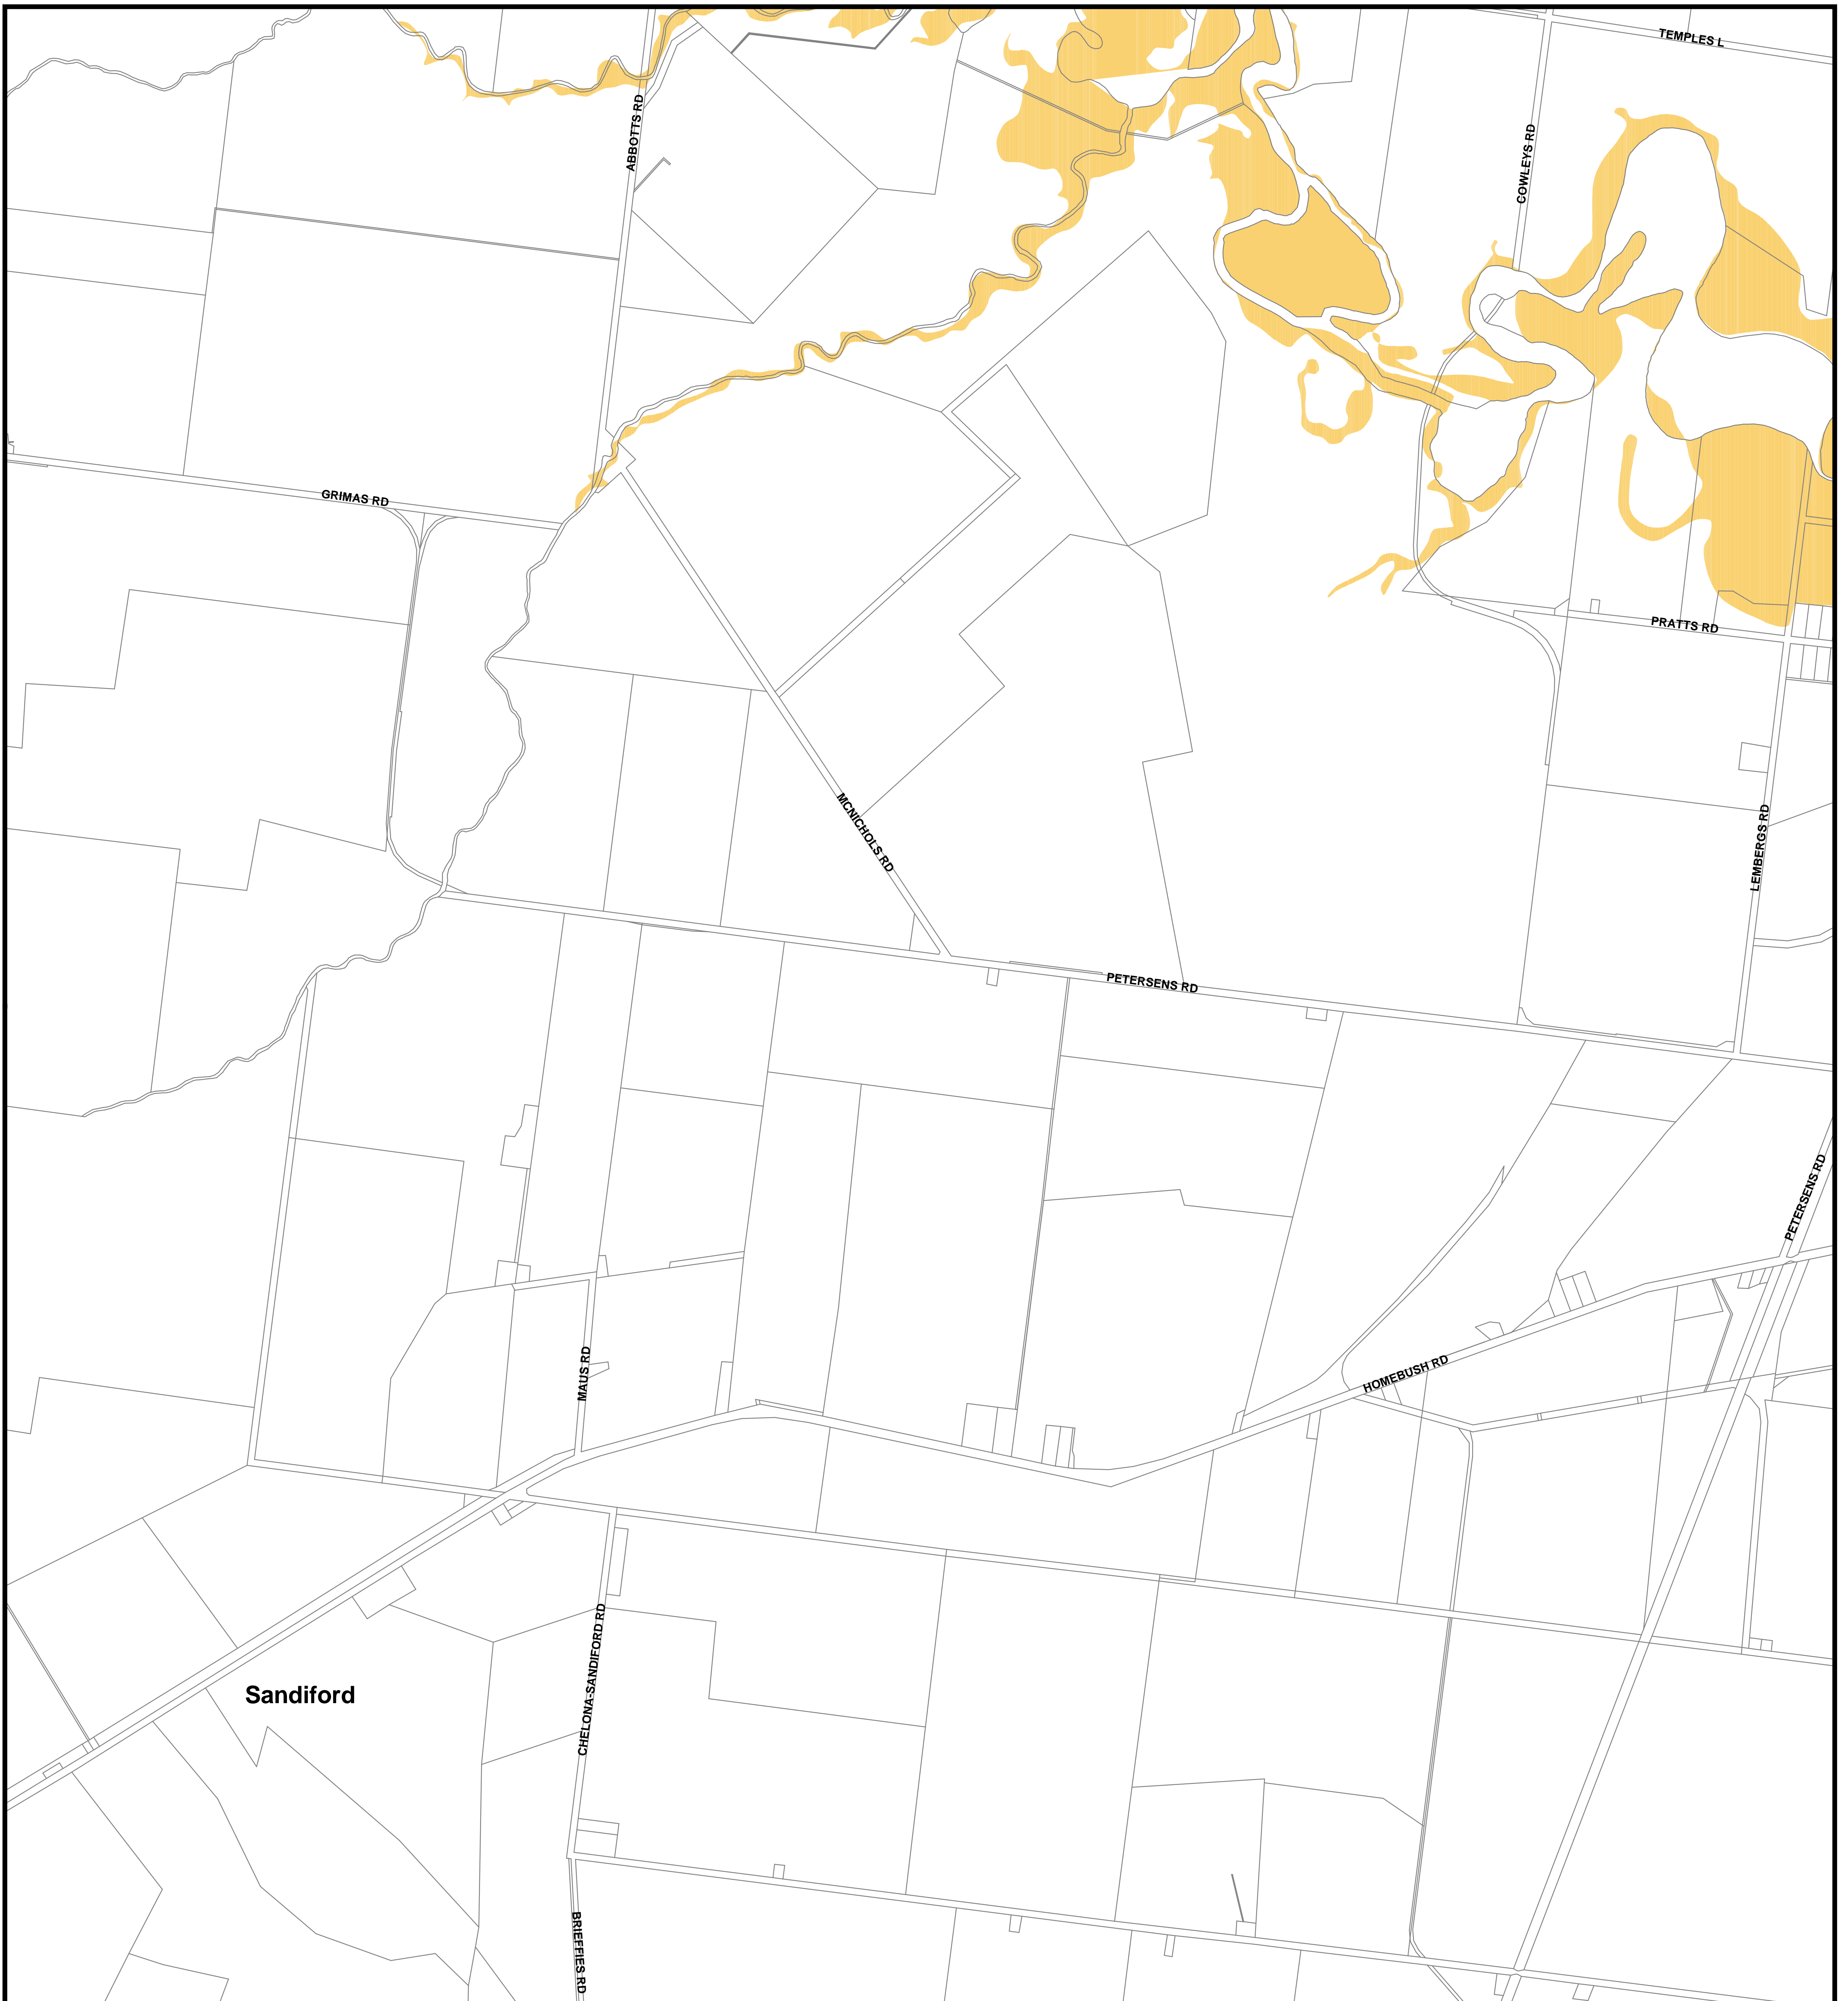 TEMPLES L
ABBOTTS RD
COWLEYS RD
GRIMAS RD
PRATTS RD
MCNICHOLS RD
LEMBERGS RD
PETERSENS RD
PETERSENS RD
MAUS RD
HOMEBUSH RD
CHELONA-SANDIFORD RD
Sandiford
BRIEFFIES RD